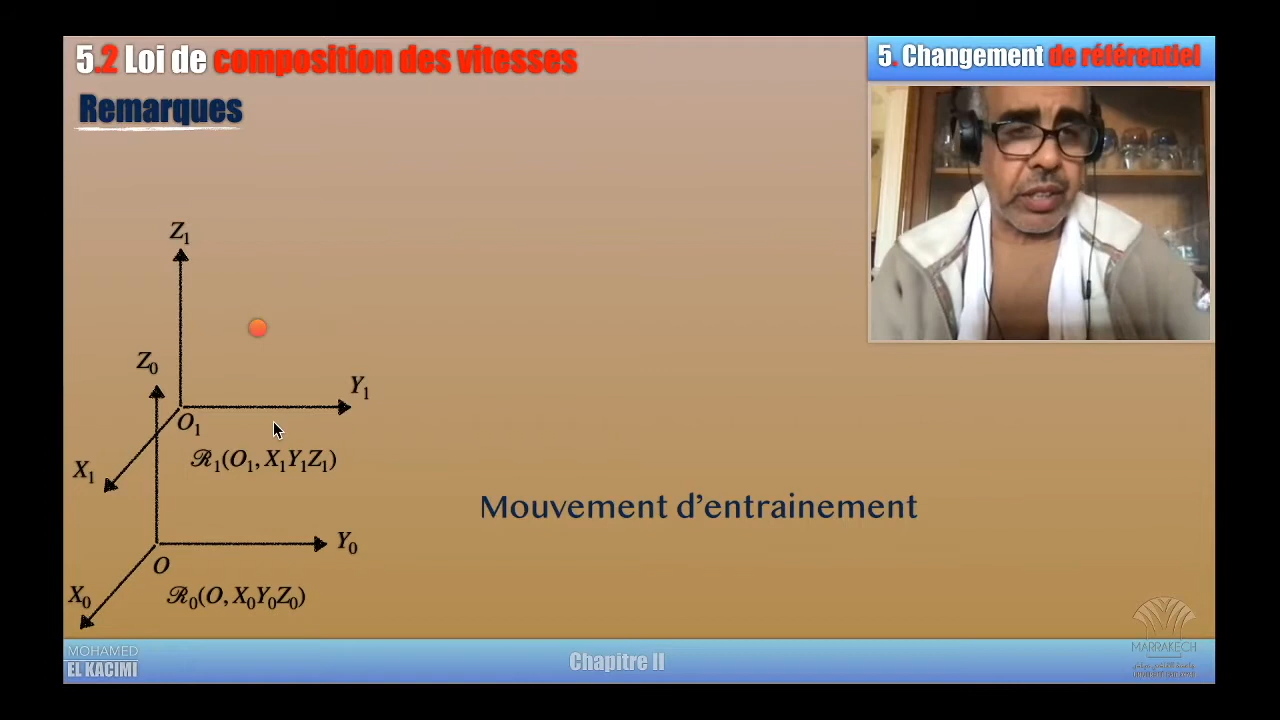 5.2 Loi de composition des vitesses
5. Changement de référentiel
Remarques
Z₁
Z₀
Y₁
O₁
X₁
ℛ₁(O₁, X₁Y₁Z₁)
Mouvement d’entrainement
Y₀
O
X₀
ℛ₀(O, X₀Y₀Z₀)
MOHAMED
EL KACIMI
Chapitre II
MARRAKECH